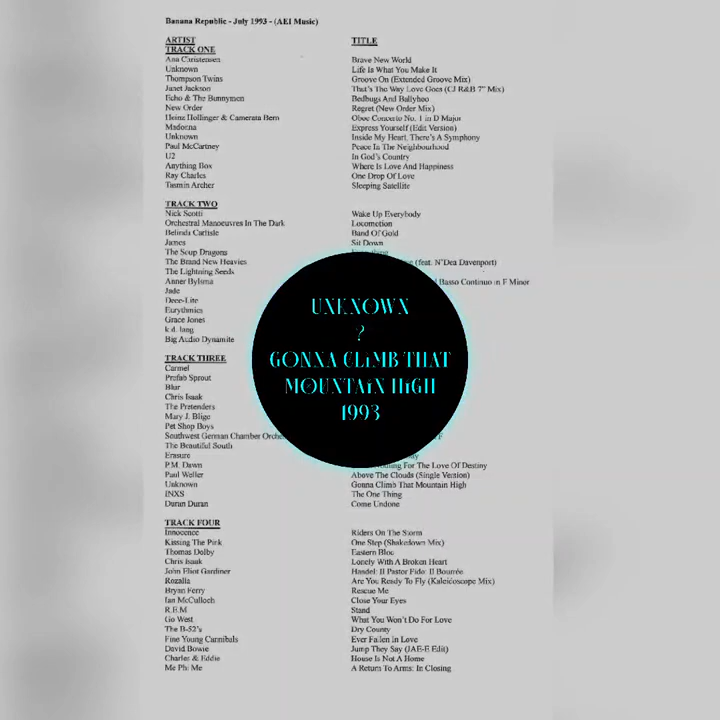 Banana Republic - July 1993 - (AEI Music)
ARTIST TITLE
TRACK ONE
Ana Christensen Brave New World
Unknown Life Is What You Make It
Thompson Twins Groove On (Extended Groove Mix)
Janet Jackson That's The Way Love Goes (CJ R&B 7" Mix)
Echo & The Bunnymen Bedbugs And Ballyhoo
New Order Regret (New Order Mix)
Heinz Hollinger & Camerata Bern Oboe Concerto No. 1 in D Major
Madonna Express Yourself (Edit Version)
Unknown Inside My Heart, There's A Symphony
Paul McCartney Peace In The Neighbourhood
U2 In God's Country
Anything Box Where Is Love And Happiness
Ray Charles One Drop Of Love
Tasmin Archer Sleeping Satellite
TRACK TWO
Nick Scotti Wake Up Everybody
Orchestral Manoeuvres In The Dark Locomotion
Belinda Carlisle Band Of Gold
James Sit Down
The Soup Dragons
The Brand New Heavies (feat. N'Dea Davenport)
The Lightning Seeds
Anner Bylsma Basso Continuo in F Minor
Jade
Deee-Lite
Eurythmics
Grace Jones
k.d. lang
Big Audio Dynamite
TRACK THREE
Carmel
Prefab Sprout
Blur
Chris Isaak
The Pretenders
Mary J. Blige
Pet Shop Boys
Southwest German Chamber
The Beautiful South
Erasure
P.M. Dawn For The Love Of Destiny
Paul Weller Above The Clouds (Single Version)
Unknown Gonna Climb That Mountain High
INXS The One Thing
Duran Duran Come Undone
TRACK FOUR
Innocence Riders On The Storm
Kissing The Pink One Step (Shakedown Mix)
Thomas Dolby Eastern Bloc
Chris Isaak Lonely With A Broken Heart
John Eliot Gardiner Handel: Il Pastor Fido: II Bourrée
Rozalla Are You Ready To Fly (Kaleidoscope Mix)
Bryan Ferry Rescue Me
Ian McCulloch Close Your Eyes
R.E.M Stand
Go West What You Won't Do For Love
The B-52's Dry County
Fine Young Cannibals Ever Fallen In Love
David Bowie Jump They Say (JAE-E Edit)
Charles & Eddie House Is Not A Home
Me Phi Me A Return To Arms: In Closing
UNKNOWN
?
GONNA CLiMB THAT
MOUNTAiN HiGH
1993